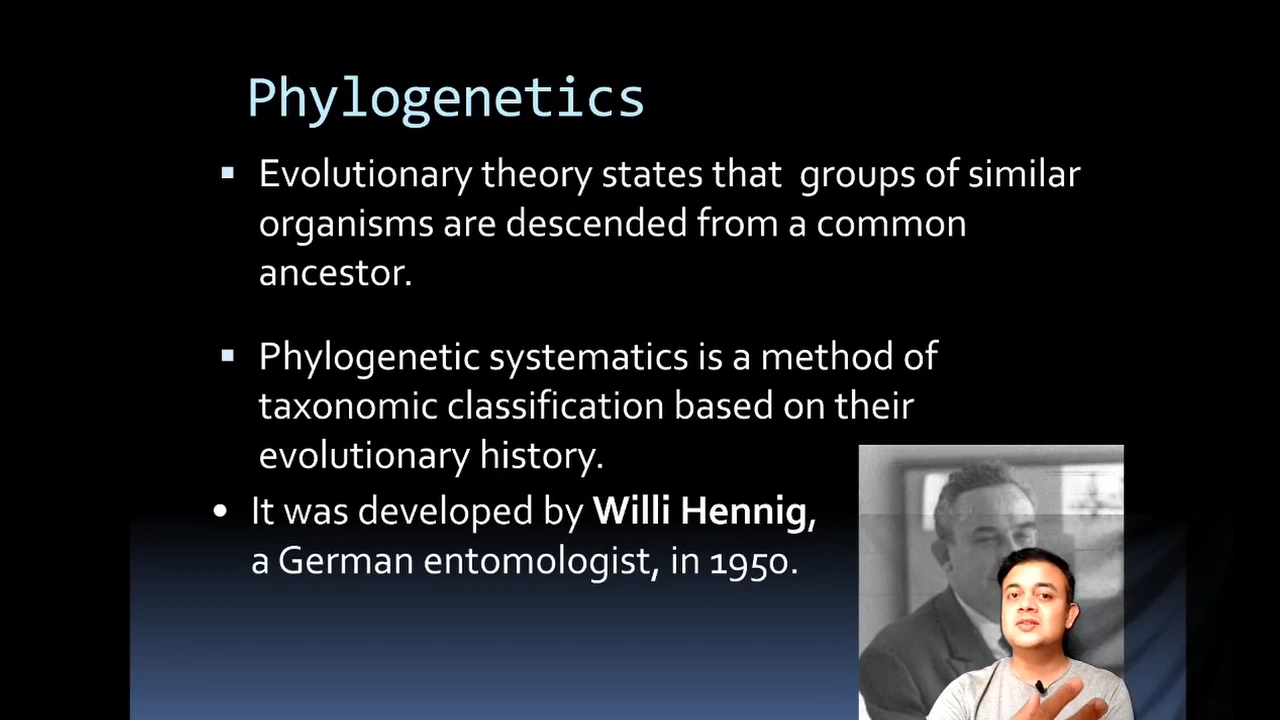 Phylogenetics
▪ Evolutionary theory states that groups of similar
organisms are descended from a common
ancestor.
▪ Phylogenetic systematics is a method of
taxonomic classification based on their
evolutionary history.
• It was developed by Willi Hennig,
a German entomologist, in 1950.